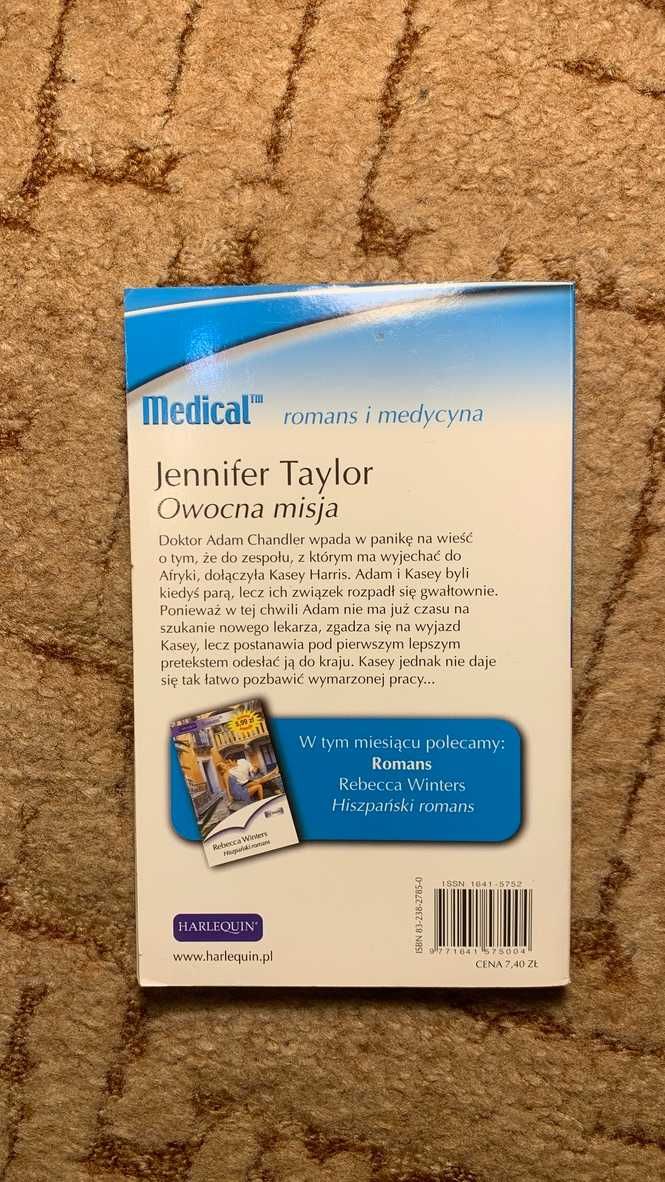 Medical™ romans i medycyna
Jennifer Taylor
Owocna misja
Doktor Adam Chandler wpada w panikę na wieść
o tym, że do zespołu, z którym ma wyjechać do
Afryki, dołączyła Kasey Harris. Adam i Kasey byli
kiedyś parą, lecz ich związek rozpadł się gwałtownie.
Ponieważ w tej chwili Adam nie ma już czasu na
szukanie nowego lekarza, zgadza się na wyjazd
Kasey, lecz postanawia pod pierwszym lepszym
pretekstem odesłać ją do kraju. Kasey jednak nie daje
się tak łatwo pozbawić wymarzonej pracy...
5,99 zł
Rebecca Winters
Hiszpański romans
W tym miesiącu polecamy:
Romans
Rebecca Winters
Hiszpański romans
HARLEQUIN®
www.harlequin.pl
ISBN 83-238-2785-0
ISSN 1641-5752
9 771641 575004
CENA 7,40 ZŁ